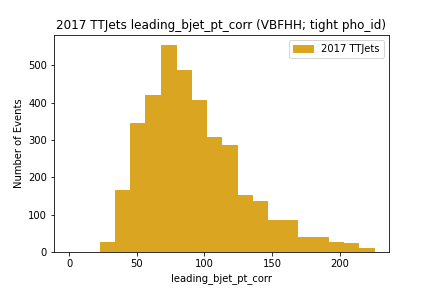 2017 TTJets leading_bjet_pt_corr (VBFHH; tight pho_id)
2017 TTJets
Number of Events
500
400
300
200
100
0
0 50 100 150 200
leading_bjet_pt_corr